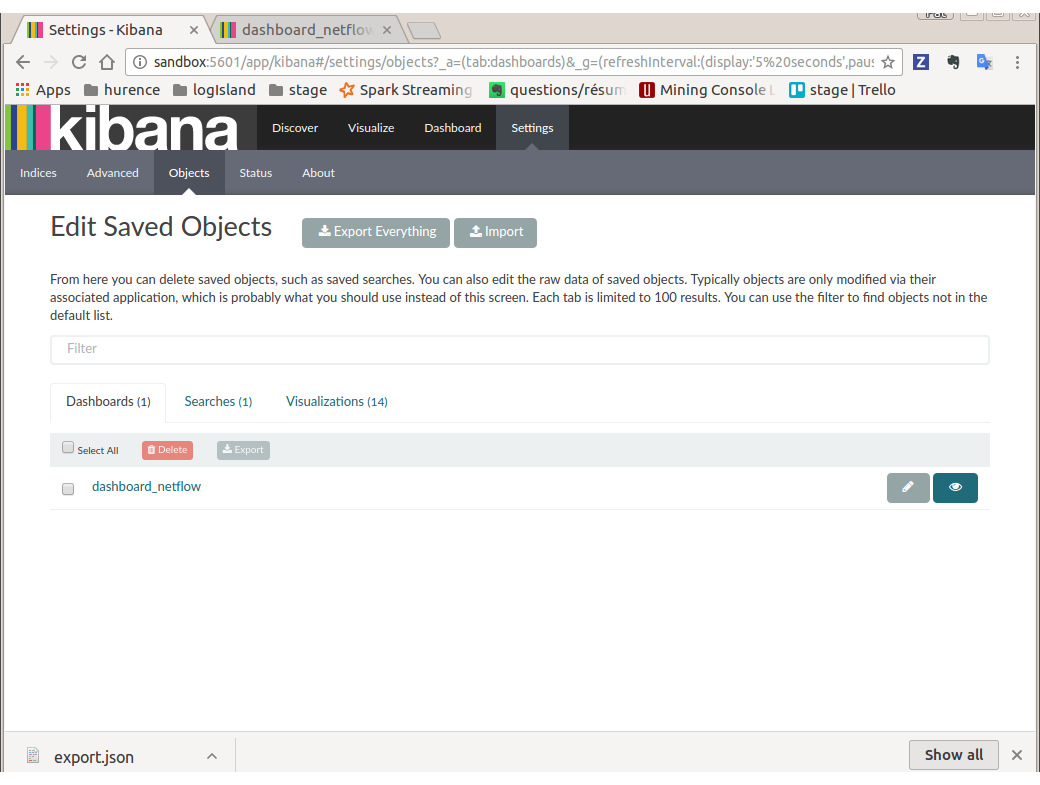 Settings - Kibana
dashboard_netflow
sandbox:5601/app/kibana#/settings/objects?_a=(tab:dashboards)&_g=(refreshInterval:(display:'5%20seconds',paus
Apps hurence logIsland stage Spark Streaming questions/résum Mining Console L stage | Trello
kibana Discover Visualize Dashboard Settings
Indices Advanced Objects Status About
Edit Saved Objects Export Everything Import
From here you can delete saved objects, such as saved searches. You can also edit the raw data of saved objects. Typically objects are only modified via their
associated application, which is probably what you should use instead of this screen. Each tab is limited to 100 results. You can use the filter to find objects not in the
default list.
Filter
Dashboards (1) Searches (1) Visualizations (14)
Select All Delete Export
dashboard_netflow
export.json Show all